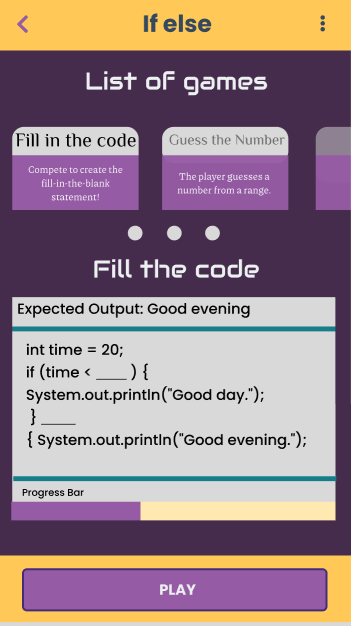 If else
List of games
Fill in the code
Compete to create the
fill-in-the-blank
statement!
Guess the Number
The player guesses a
number from a range.
Fill the code
Expected Output: Good evening
int time = 20;
if (time < ____ ) {
System.out.println("Good day.");
} _____
{ System.out.println("Good evening.");
Progress Bar
PLAY